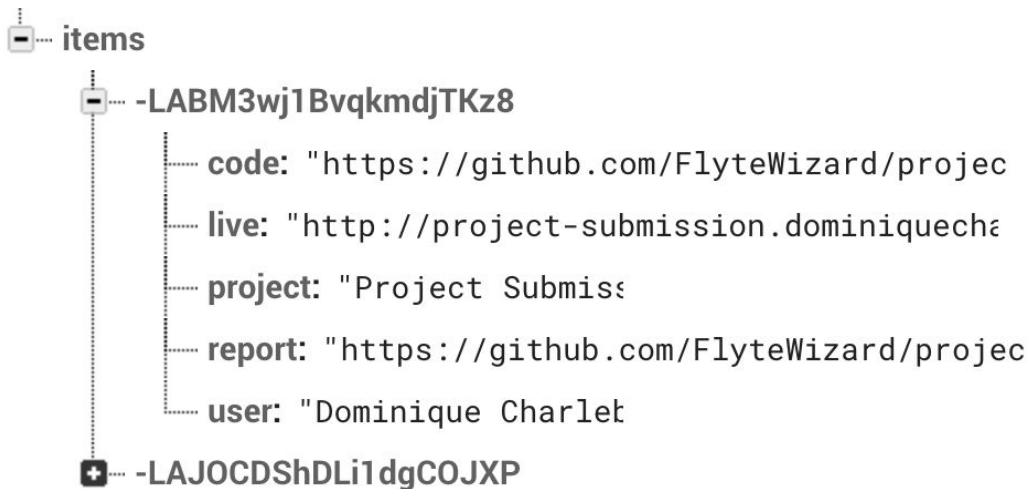 items
-LABM3wj1BvqkmdjTKz8
code: "https://github.com/FlyteWizard/projec
live: "http://project-submission.dominiquecha
project: "Project Submiss
report: "https://github.com/FlyteWizard/projec
user: "Dominique Charleb
-LAJOCDShDLi1dgCOJXP